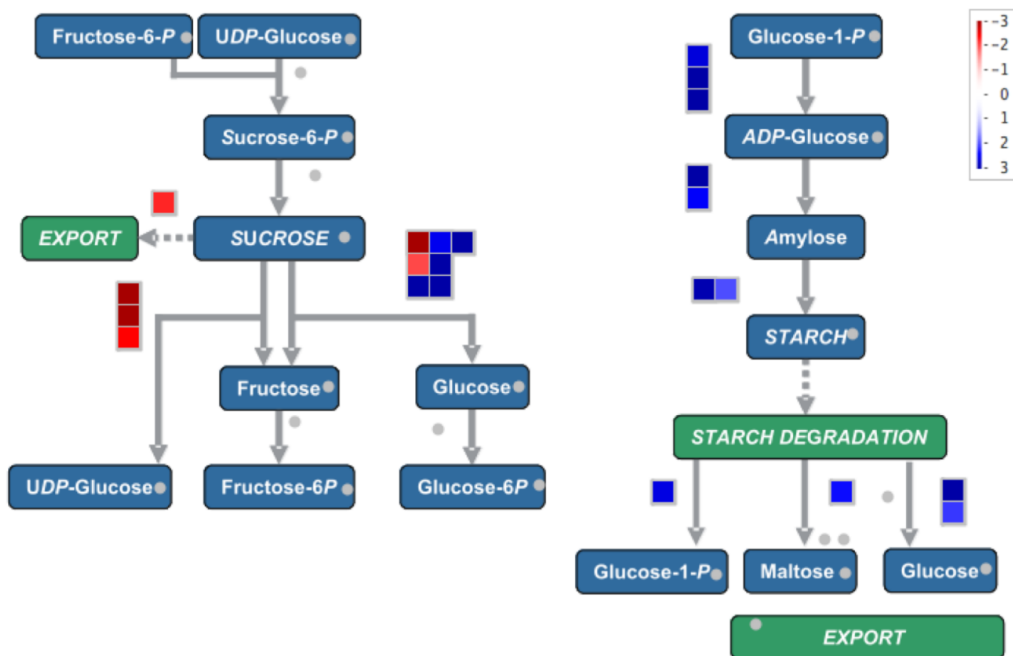 Fructose-6-P
UDP-Glucose
Glucose-1-P
--3
--2
--1
- 0
- 1
- 2
- 3
Sucrose-6-P
ADP-Glucose
EXPORT
SUCROSE
Amylose
STARCH
Fructose
Glucose
STARCH DEGRADATION
UDP-Glucose
Fructose-6P
Glucose-6P
Glucose-1-P
Maltose
Glucose
EXPORT